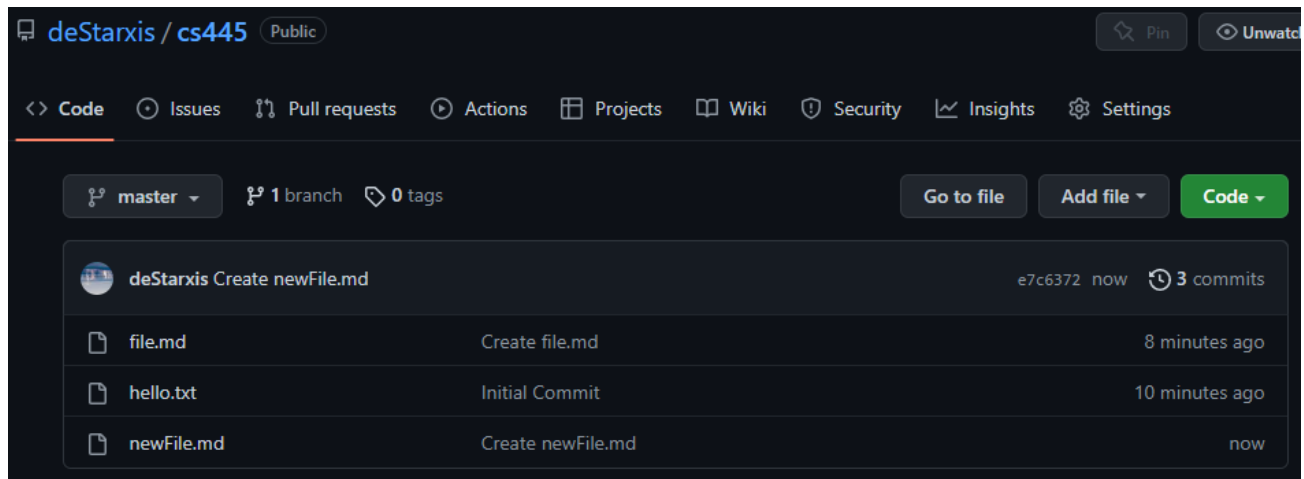 deStarxis / cs445 Public Pin Unwatch
Code Issues Pull requests Actions Projects Wiki Security Insights Settings
master 1 branch 0 tags Go to file Add file Code
deStarxis Create newFile.md e7c6372 now 3 commits
file.md Create file.md 8 minutes ago
hello.txt Initial Commit 10 minutes ago
newFile.md Create newFile.md now